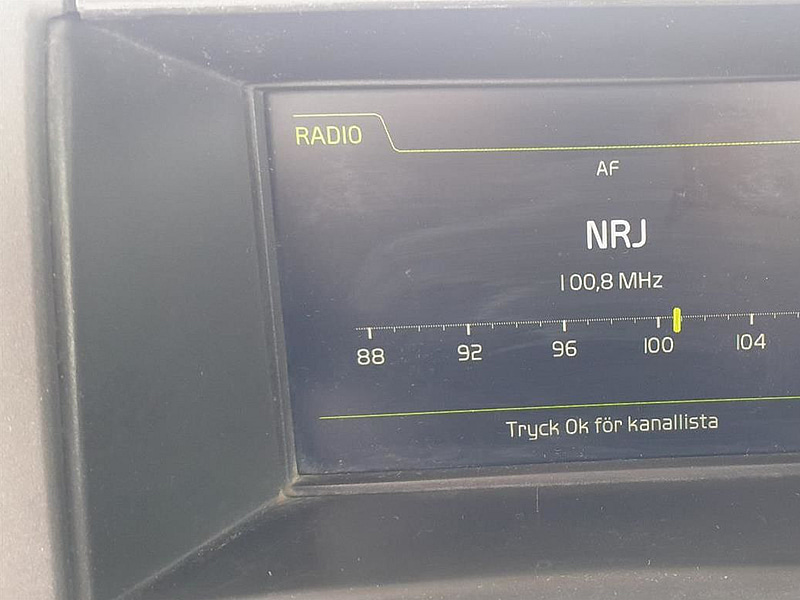 RADIO
AF
NRJ
100,8 MHz
88 92 96 100 104
Tryck Ok för kanallista